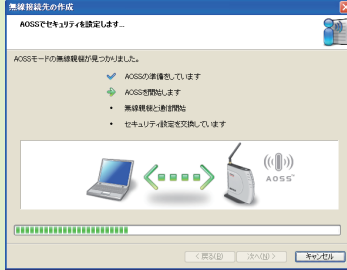 無線接続先の作成
AOSSでセキュリティを設定します...
AOSSモードの無線親機が見つかりました。
AOSSの準備をしています
AOSSを開始します
無線親機と通信開始
セキュリティ設定を交換しています
AOSS™
< 戻る(B)
次へ(N) >
キャンセル